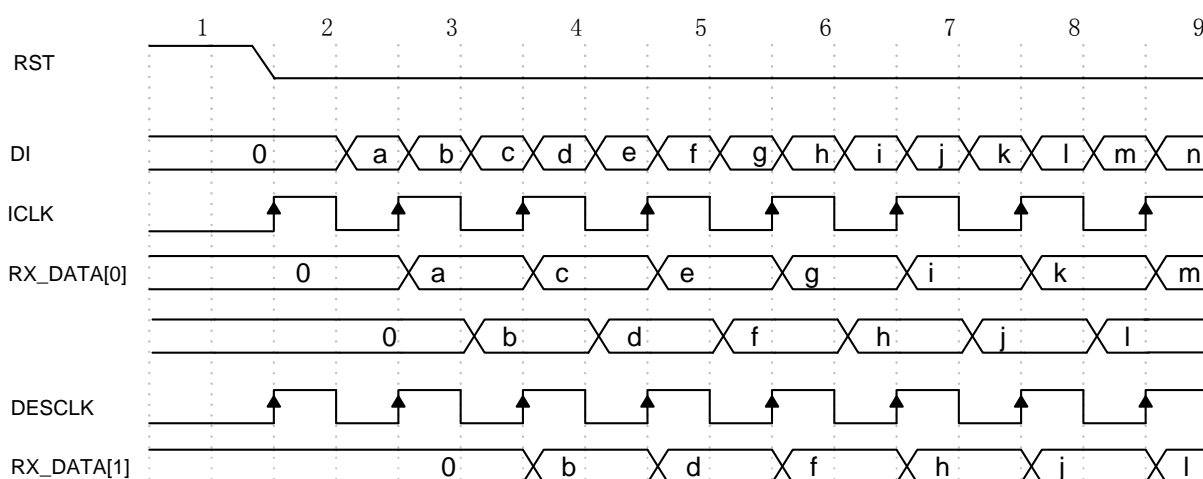 1 2 3 4 5 6 7 8 9
RST
DI 0 a b c d e f g h i j k l m n
ICLK
RX_DATA[0] 0 a c e g i k m
0 b d f h j l
DESCLK
RX_DATA[1] 0 b d f h j l